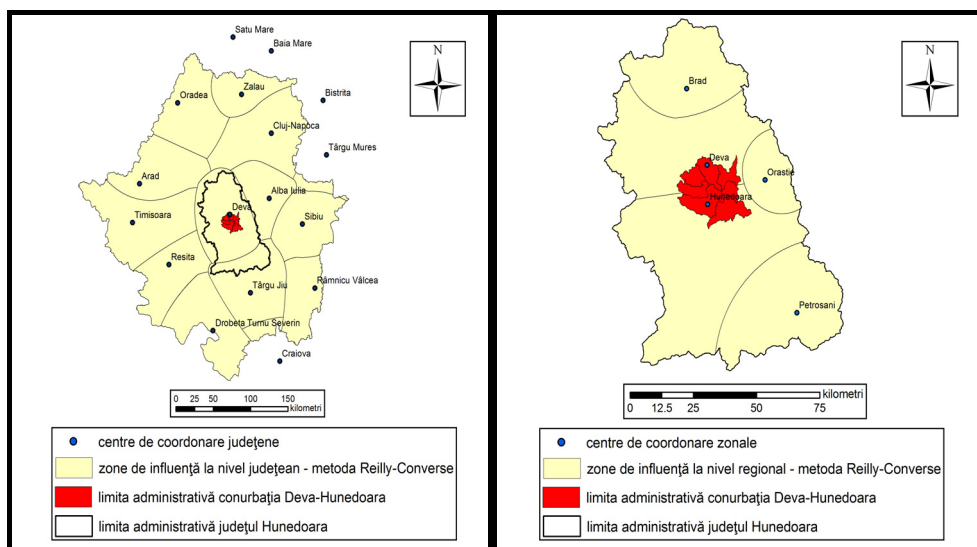 Satu Mare
Baia Mare
N
Zalau
Bistrita
Oradea
Cluj-Napoca
Târgu Mures
Arad
Alba Iulia
Deva
Timisoara
Sibiu
Resita
Târgu Jiu
Râmnicu Vâlcea
Drobeta Turnu Severin
Craiova
0 25 50 100 150
kilometri
centre de coordonare judeţene
zone de influenţă la nivel judeţean - metoda Reilly-Converse
limita administrativă conurbaţia Deva-Hunedoara
limita administrativă judeţul Hunedoara
N
Brad
Deva
Orastie
Hunedoara
Petrosani
kilometri
0 12.5 25 50 75
centre de coordonare zonale
zone de influenţă la nivel regional - metoda Reilly-Converse
limita administrativă conurbaţia Deva-Hunedoara
limita administrativă judeţul Hunedoara